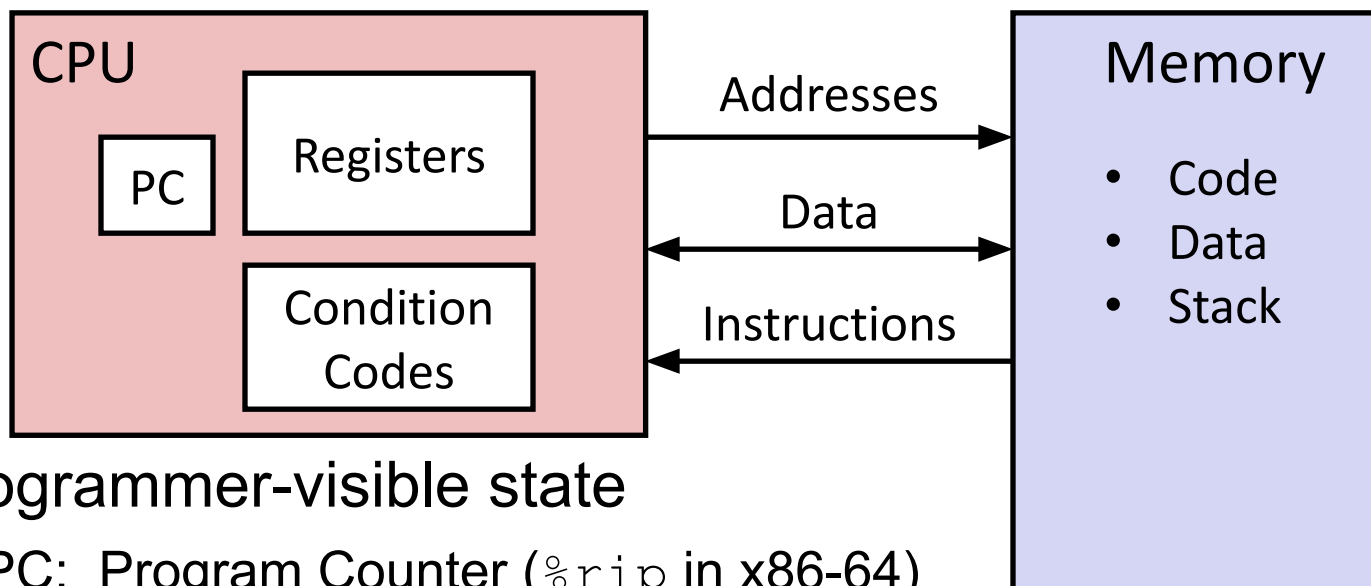 CPU
PC
Registers
Condition
Codes
Addresses
Data
Instructions
Memory
• Code
• Data
• Stack
ogrammer-visible state
PC: Program Counter (%rip in x86-64)